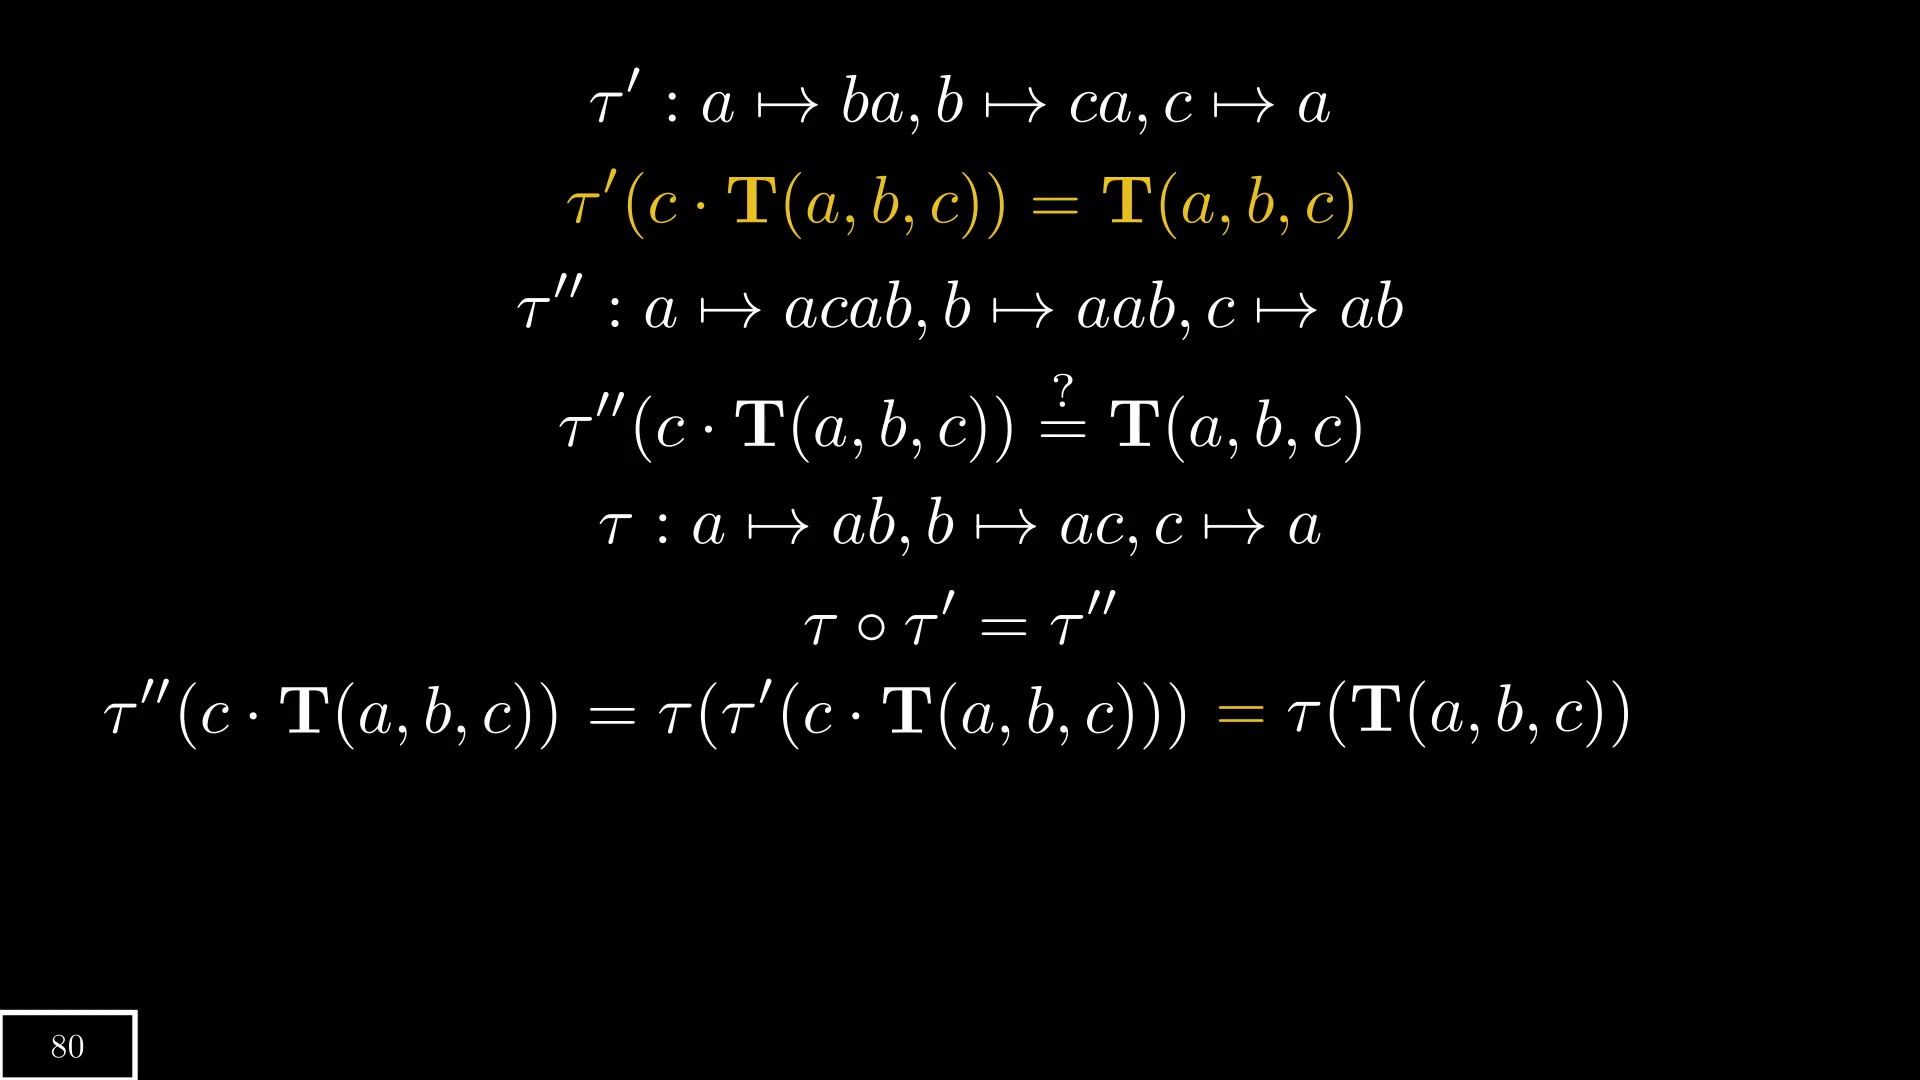 τ′ : a ↦ ba, b ↦ ca, c ↦ a
τ′(c · T(a, b, c)) = T(a, b, c)
τ′′ : a ↦ acab, b ↦ aab, c ↦ ab
τ′′(c · T(a, b, c)) ≟ T(a, b, c)
τ : a ↦ ab, b ↦ ac, c ↦ a
τ ∘ τ′ = τ′′
τ′′(c · T(a, b, c)) = τ(τ′(c · T(a, b, c))) = τ(T(a, b, c))
80